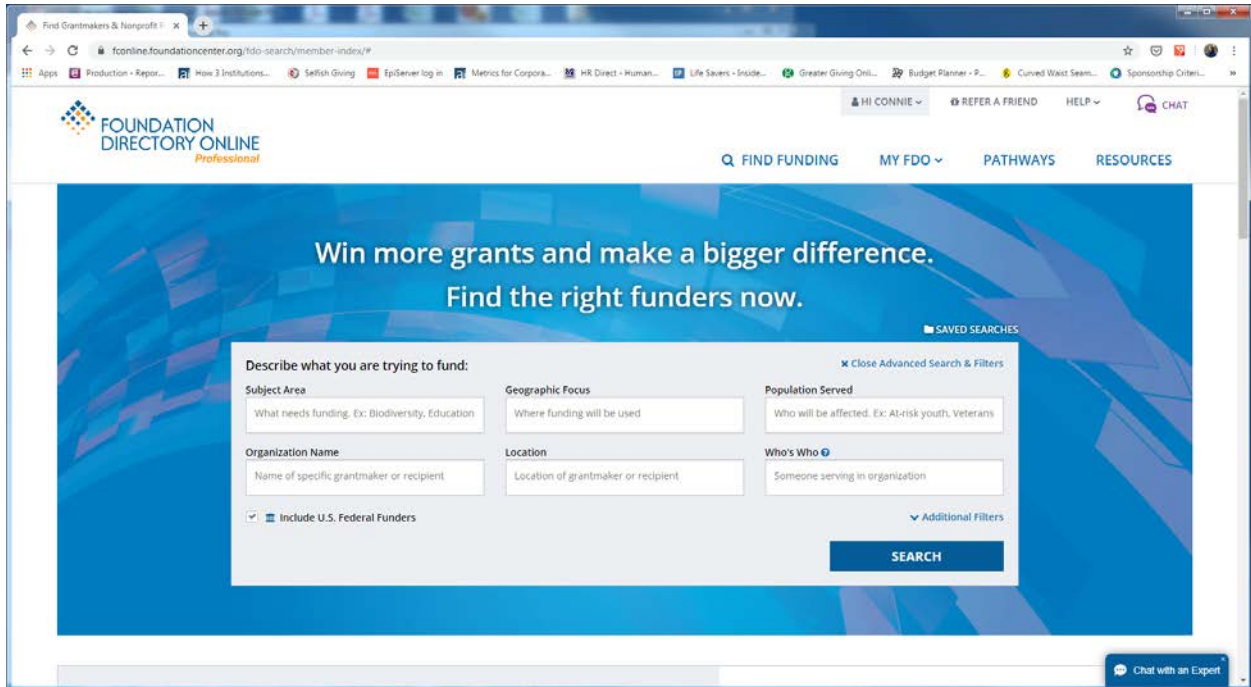 Find Grantmakers & Nonprofit F
fconline.foundationcenter.org/fdo-search/member-index/#
Apps Production - Repor... How 3 Institutions... Selfish Giving EpiServer log in Metrics for Corpora... HR Direct - Human... Life Savers - Inside... Greater Giving Onli... Budget Planner - P... Curved Waist Seam... Sponsorship Criteri...
HI CONNIE REFER A FRIEND HELP CHAT
FOUNDATION
DIRECTORY ONLINE
Professional
FIND FUNDING MY FDO PATHWAYS RESOURCES
Win more grants and make a bigger difference.
Find the right funders now.
SAVED SEARCHES
Describe what you are trying to fund: Close Advanced Search & Filters
Subject Area Geographic Focus Population Served
What needs funding. Ex: Biodiversity, Education Where funding will be used Who will be affected. Ex: At-risk youth, Veterans
Organization Name Location Who's Who ?
Name of specific grantmaker or recipient Location of grantmaker or recipient Someone serving in organization
Include U.S. Federal Funders Additional Filters
SEARCH
Chat with an Expert